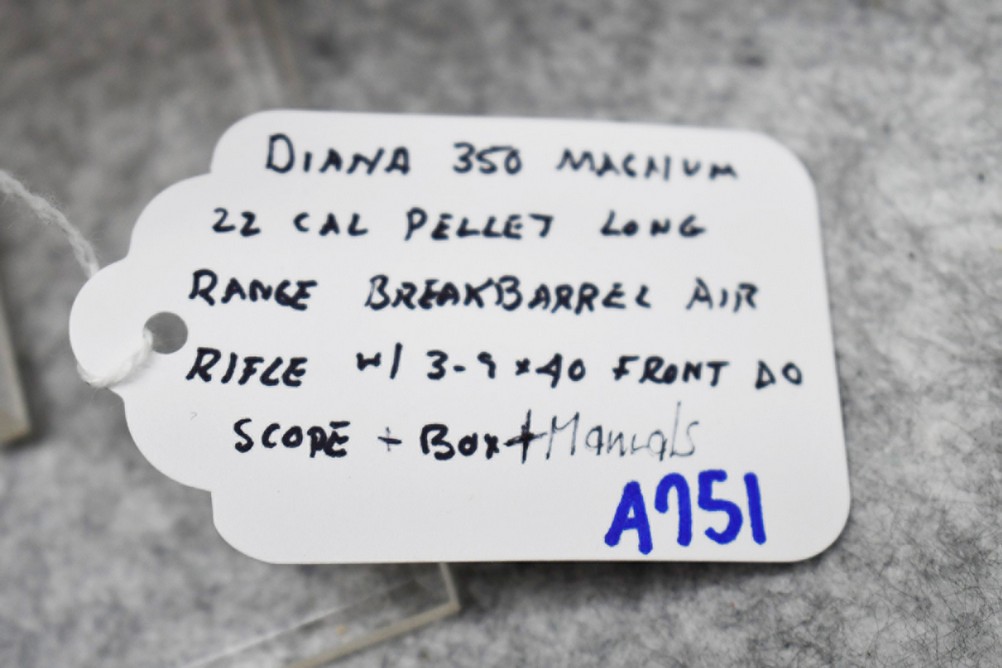 DIANA 350 MAGNUM
22 CAL PELLET LONG
RANGE BREAKBARREL AIR
RIFLE w/ 3-9x40 FRONT AO
SCOPE + BOX + Manuals
A751